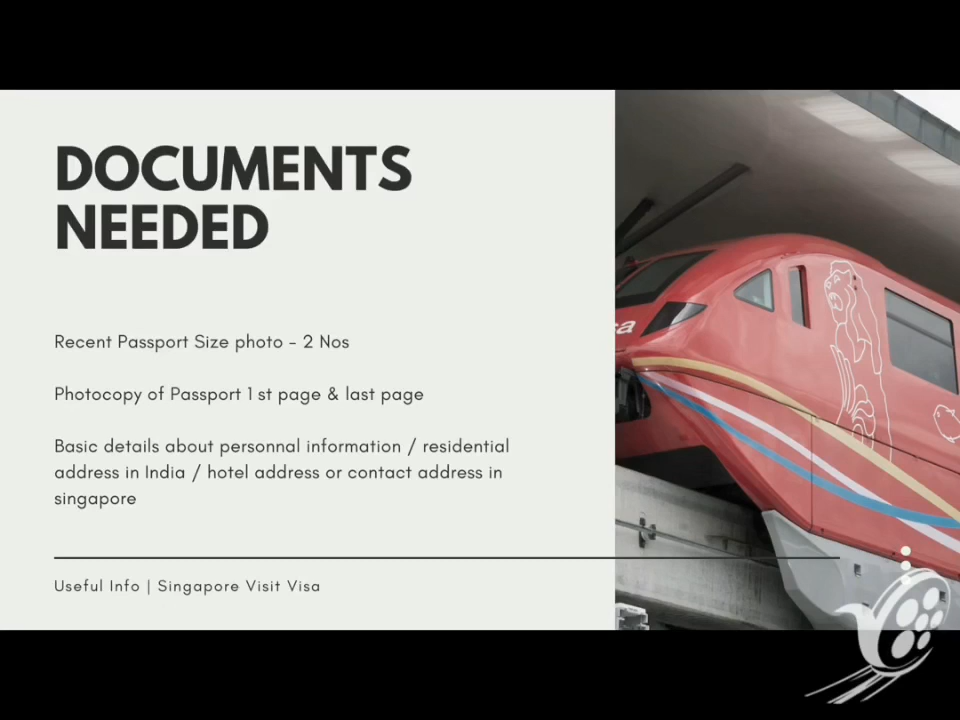 DOCUMENTS
NEEDED
Recent Passport Size photo - 2 Nos
Photocopy of Passport 1 st page & last page
Basic details about personnal information / residential
address in India / hotel address or contact address in
singapore
Useful Info | Singapore Visit Visa
sa